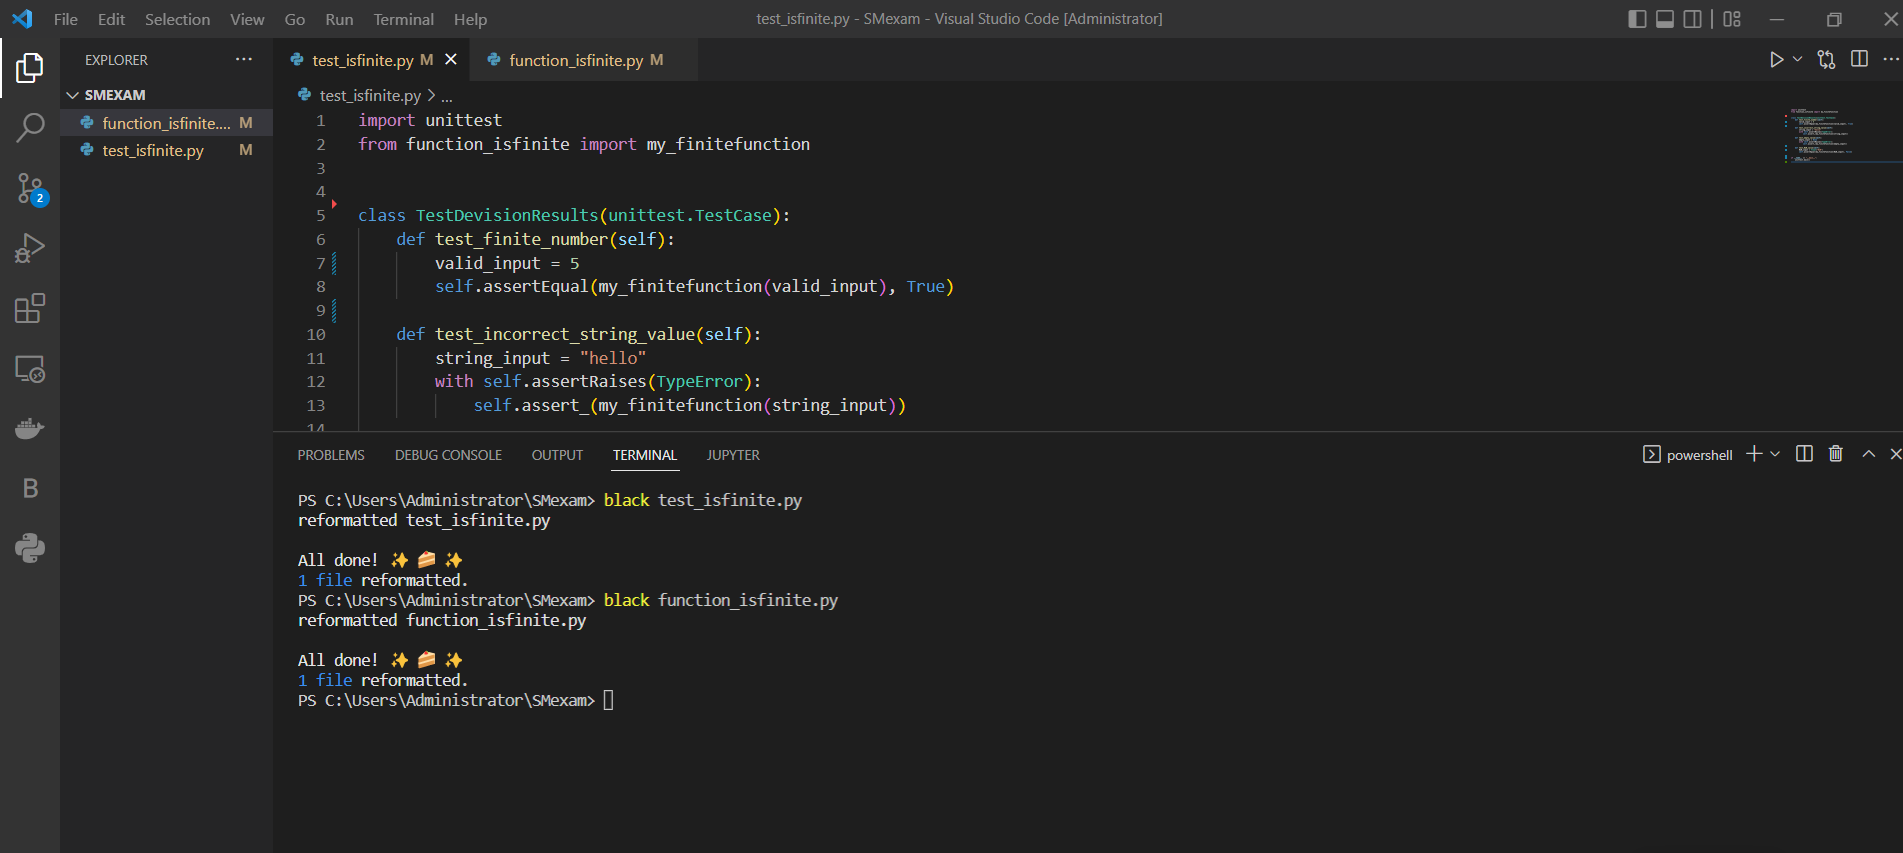 File Edit Selection View Go Run Terminal Help
test_isfinite.py - SMexam - Visual Studio Code [Administrator]
EXPLORER
SMEXAM
function_isfinite.... M
test_isfinite.py M
2
B
test_isfinite.py M
function_isfinite.py M
test_isfinite.py > ...
1 import unittest
2 from function_isfinite import my_finitefunction
3
4
5 class TestDevisionResults(unittest.TestCase):
6 def test_finite_number(self):
7 valid_input = 5
8 self.assertEqual(my_finitefunction(valid_input), True)
9
10 def test_incorrect_string_value(self):
11 string_input = "hello"
12 with self.assertRaises(TypeError):
13 self.assert_(my_finitefunction(string_input))
14
PROBLEMS DEBUG CONSOLE OUTPUT TERMINAL JUPYTER
powershell
PS C:\Users\Administrator\SMexam> black test_isfinite.py
reformatted test_isfinite.py
All done! ✨ 🍰 ✨
1 file reformatted.
PS C:\Users\Administrator\SMexam> black function_isfinite.py
reformatted function_isfinite.py
All done! ✨ 🍰 ✨
1 file reformatted.
PS C:\Users\Administrator\SMexam>